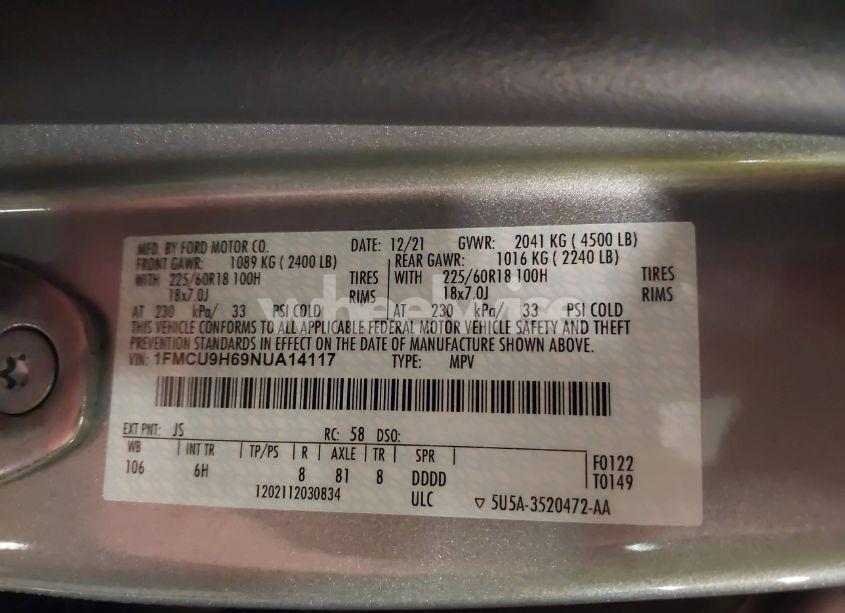 MFD. BY FORD MOTOR CO. DATE: 12/21 GVWR: 2041 KG ( 4500 LB)
FRONT GAWR: 1089 KG ( 2400 LB) REAR GAWR: 1016 KG ( 2240 LB)
WITH 225/60R18 100H TIRES WITH 225/60R18 100H TIRES
18x7.0J RIMS 18x7.0J RIMS
AT 230 kPa/ 33 PSI COLD AT 230 kPa/ 33 PSI COLD
THIS VEHICLE CONFORMS TO ALL APPLICABLE FEDERAL MOTOR VEHICLE SAFETY AND THEFT
PREVENTION STANDARDS IN EFFECT ON THE DATE OF MANUFACTURE SHOWN ABOVE.
VIN: 1FMCU9H69NUA14117 TYPE: MPV
EXT PNT: JS RC: 58 DSO:
WB INT TR TP/PS R AXLE TR SPR
106 6H 8 81 8 DDDD
F0122
T0149
1202112030834 ULC ▽ 5U5A-3520472-AA